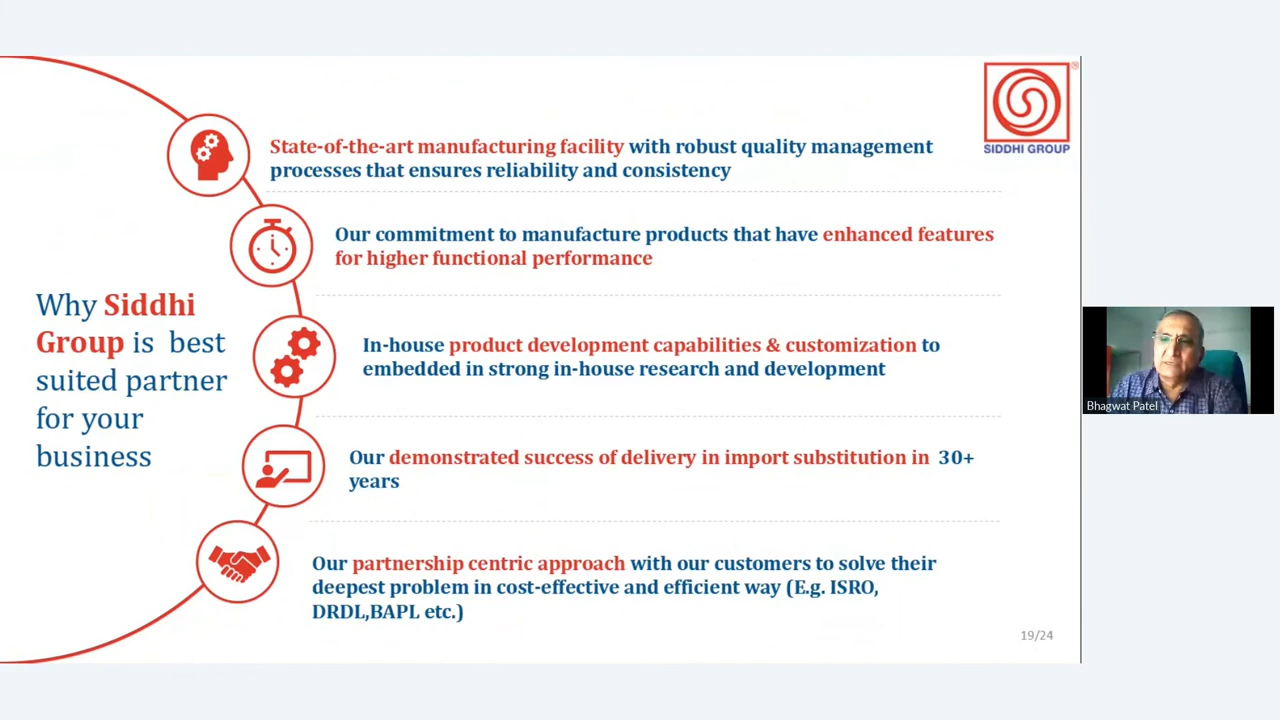 ®
SIDDHI GROUP
Why Siddhi
Group is best
suited partner
for your
business
State-of-the-art manufacturing facility with robust quality management
processes that ensures reliability and consistency
Our commitment to manufacture products that have enhanced features
for higher functional performance
In-house product development capabilities & customization to
embedded in strong in-house research and development
Our demonstrated success of delivery in import substitution in 30+
years
Our partnership centric approach with our customers to solve their
deepest problem in cost-effective and efficient way (E.g. ISRO,
DRDL,BAPL etc.)
19/24
Bhagwat Patel